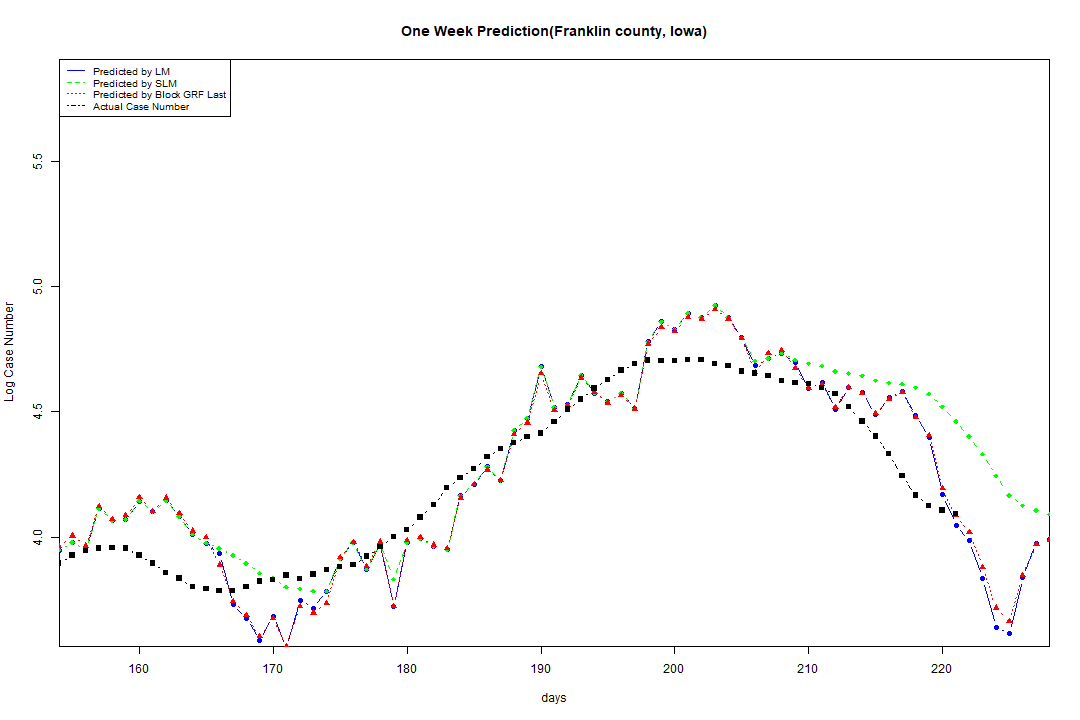 One Week Prediction(Franklin county, Iowa)
Predicted by LM
Predicted by SLM
Predicted by Block GRF Last
Actual Case Number
5.5
5.0
4.5
4.0
Log Case Number
160 170 180 190 200 210 220
days